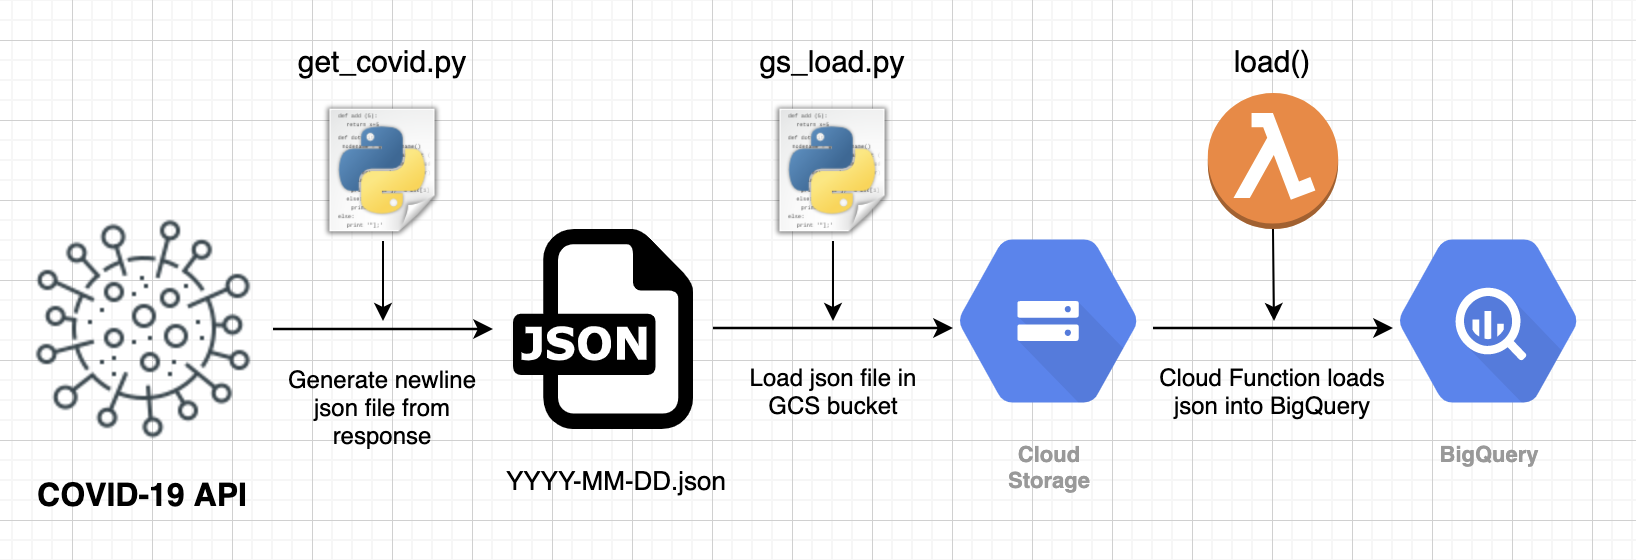 get_covid.py
gs_load.py
load()
JSON
Generate newline
json file from
response
Load json file in
GCS bucket
Cloud Function loads
json into BigQuery
Cloud
Storage
BigQuery
YYYY-MM-DD.json
COVID-19 API